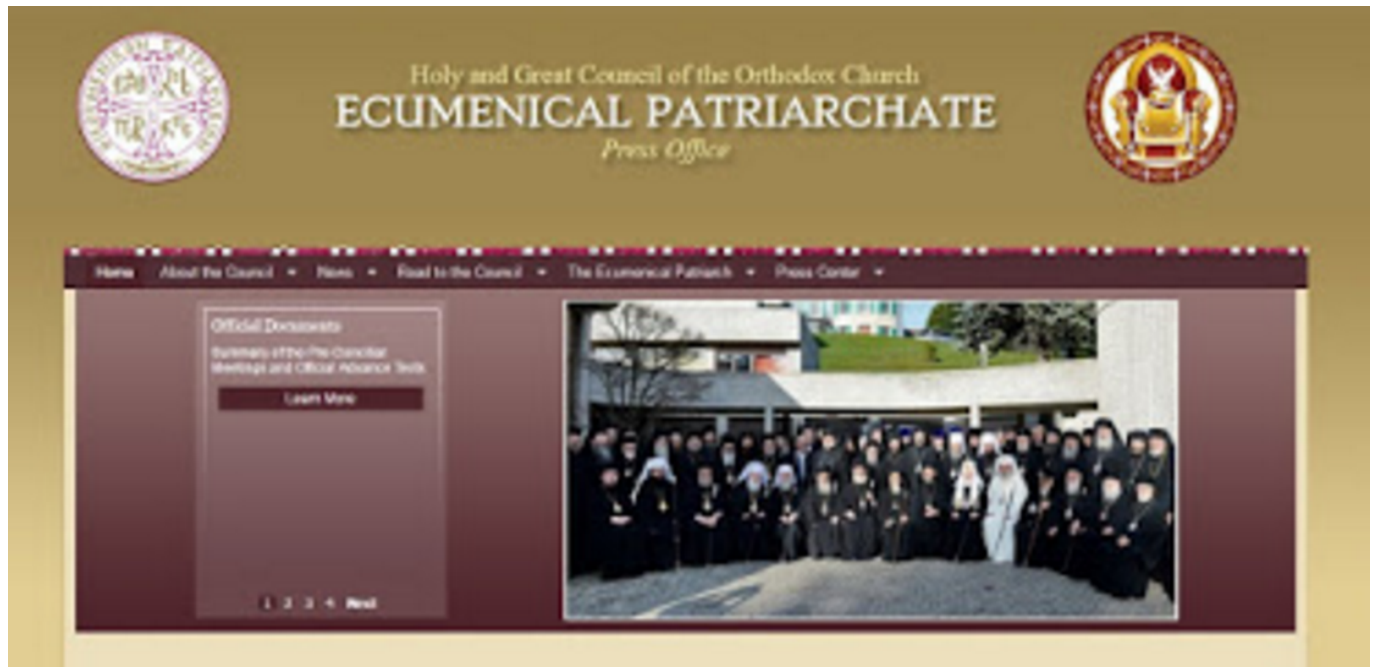 Holy and Great Council of the Orthodox Church
ECUMENICAL PATRIARCHATE
Press Office
Home About the Council News Road to the Council The Ecumenical Patriarch Press Center
Official Documents
Summary of the Pre-Conciliar
Meetings and Official Advance Texts
Learn More
1 2 3 4 Next